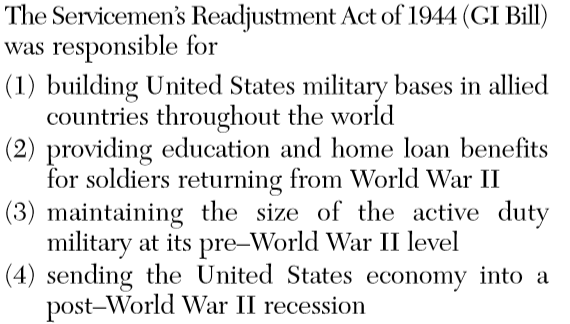 The Servicemen's Readjustment Act of 1944 (GI Bill)
was responsible for
(1) building United States military bases in allied
countries throughout the world
(2) providing education and home loan benefits
for soldiers returning from World War II
(3) maintaining the size of the active duty
military at its pre–World War II level
(4) sending the United States economy into a
post–World War II recession